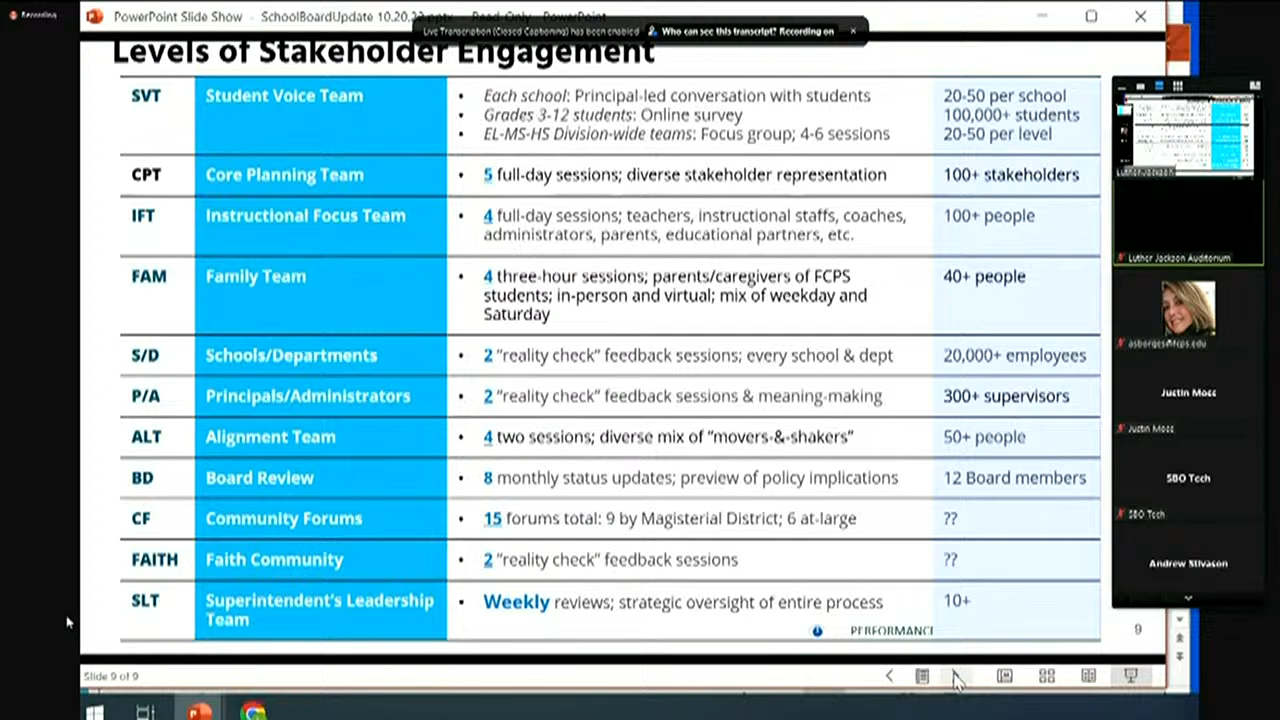 Recording
PowerPoint Slide Show - SchoolBoardUpdate 10.20.22.pptx - Read-Only - PowerPoint
Live Transcription (Closed Captioning) has been enabled
Who can see this transcript? Recording on
Levels of Stakeholder Engagement
SVT
Student Voice Team
• Each school: Principal-led conversation with students
20-50 per school
• Grades 3-12 students: Online survey
100,000+ students
• EL-MS-HS Division-wide teams: Focus group; 4-6 sessions
20-50 per level
CPT
Core Planning Team
• 5 full-day sessions; diverse stakeholder representation
100+ stakeholders
IFT
Instructional Focus Team
• 4 full-day sessions; teachers, instructional staffs, coaches,
administrators, parents, educational partners, etc.
100+ people
FAM
Family Team
• 4 three-hour sessions; parents/caregivers of FCPS
students; in-person and virtual; mix of weekday and
Saturday
40+ people
S/D
Schools/Departments
• 2 "reality check" feedback sessions; every school & dept
20,000+ employees
P/A
Principals/Administrators
• 2 "reality check" feedback sessions & meaning-making
300+ supervisors
ALT
Alignment Team
• 4 two sessions; diverse mix of "movers-&-shakers"
50+ people
BD
Board Review
• 8 monthly status updates; preview of policy implications
12 Board members
CF
Community Forums
• 15 forums total: 9 by Magisterial District; 6 at-large
??
FAITH
Faith Community
• 2 "reality check" feedback sessions
??
SLT
Superintendent's Leadership
Team
• Weekly reviews; strategic oversight of entire process
10+
PERFORMANCE
9
Slide 9 of 9
Luther Jackson
Luther Jackson Auditorium
asborges@fcps.edu
Justin Moss
Justin Moss
SBO Tech
SBO Tech
Andrew Stivason